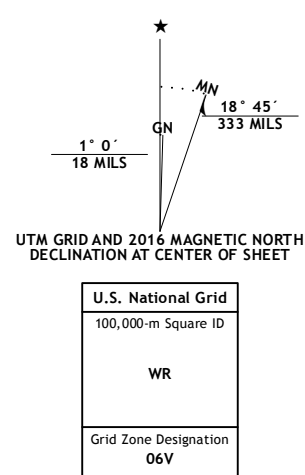 ★
MN
GN
18° 45´
333 MILS
1° 0´
18 MILS
UTM GRID AND 2016 MAGNETIC NORTH
DECLINATION AT CENTER OF SHEET
U.S. National Grid
100,000-m Square ID
WR
Grid Zone Designation
06V